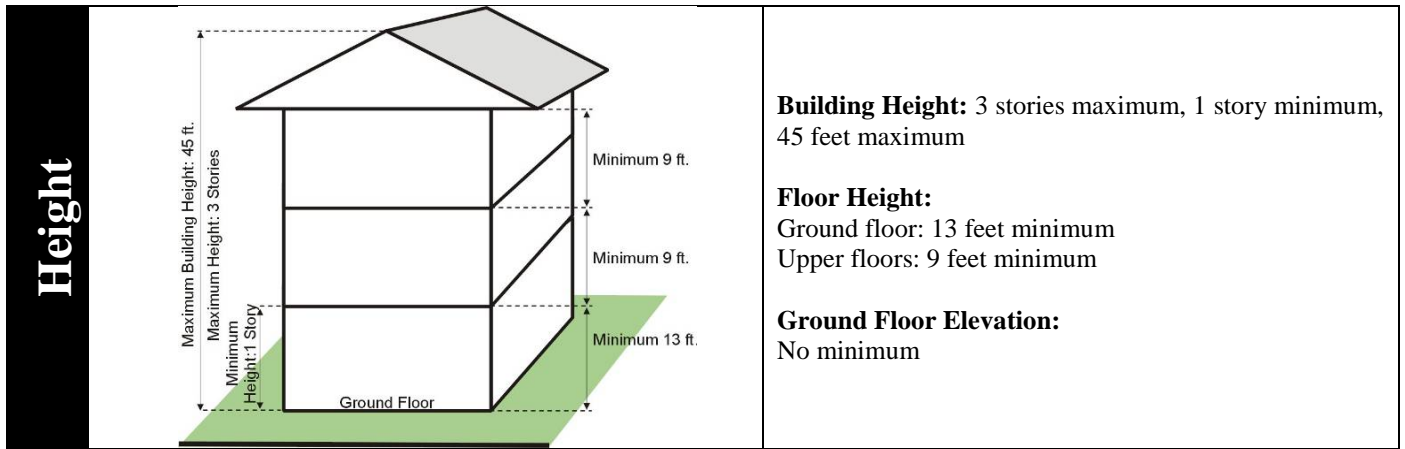 Height
Maximum Building Height: 45 ft.
Maximum Height: 3 Stories
Minimum
Height:1 Story
Minimum 9 ft.
Minimum 9 ft.
Minimum 13 ft.
Ground Floor
Building Height: 3 stories maximum, 1 story minimum,
45 feet maximum
Floor Height:
Ground floor: 13 feet minimum
Upper floors: 9 feet minimum
Ground Floor Elevation:
No minimum